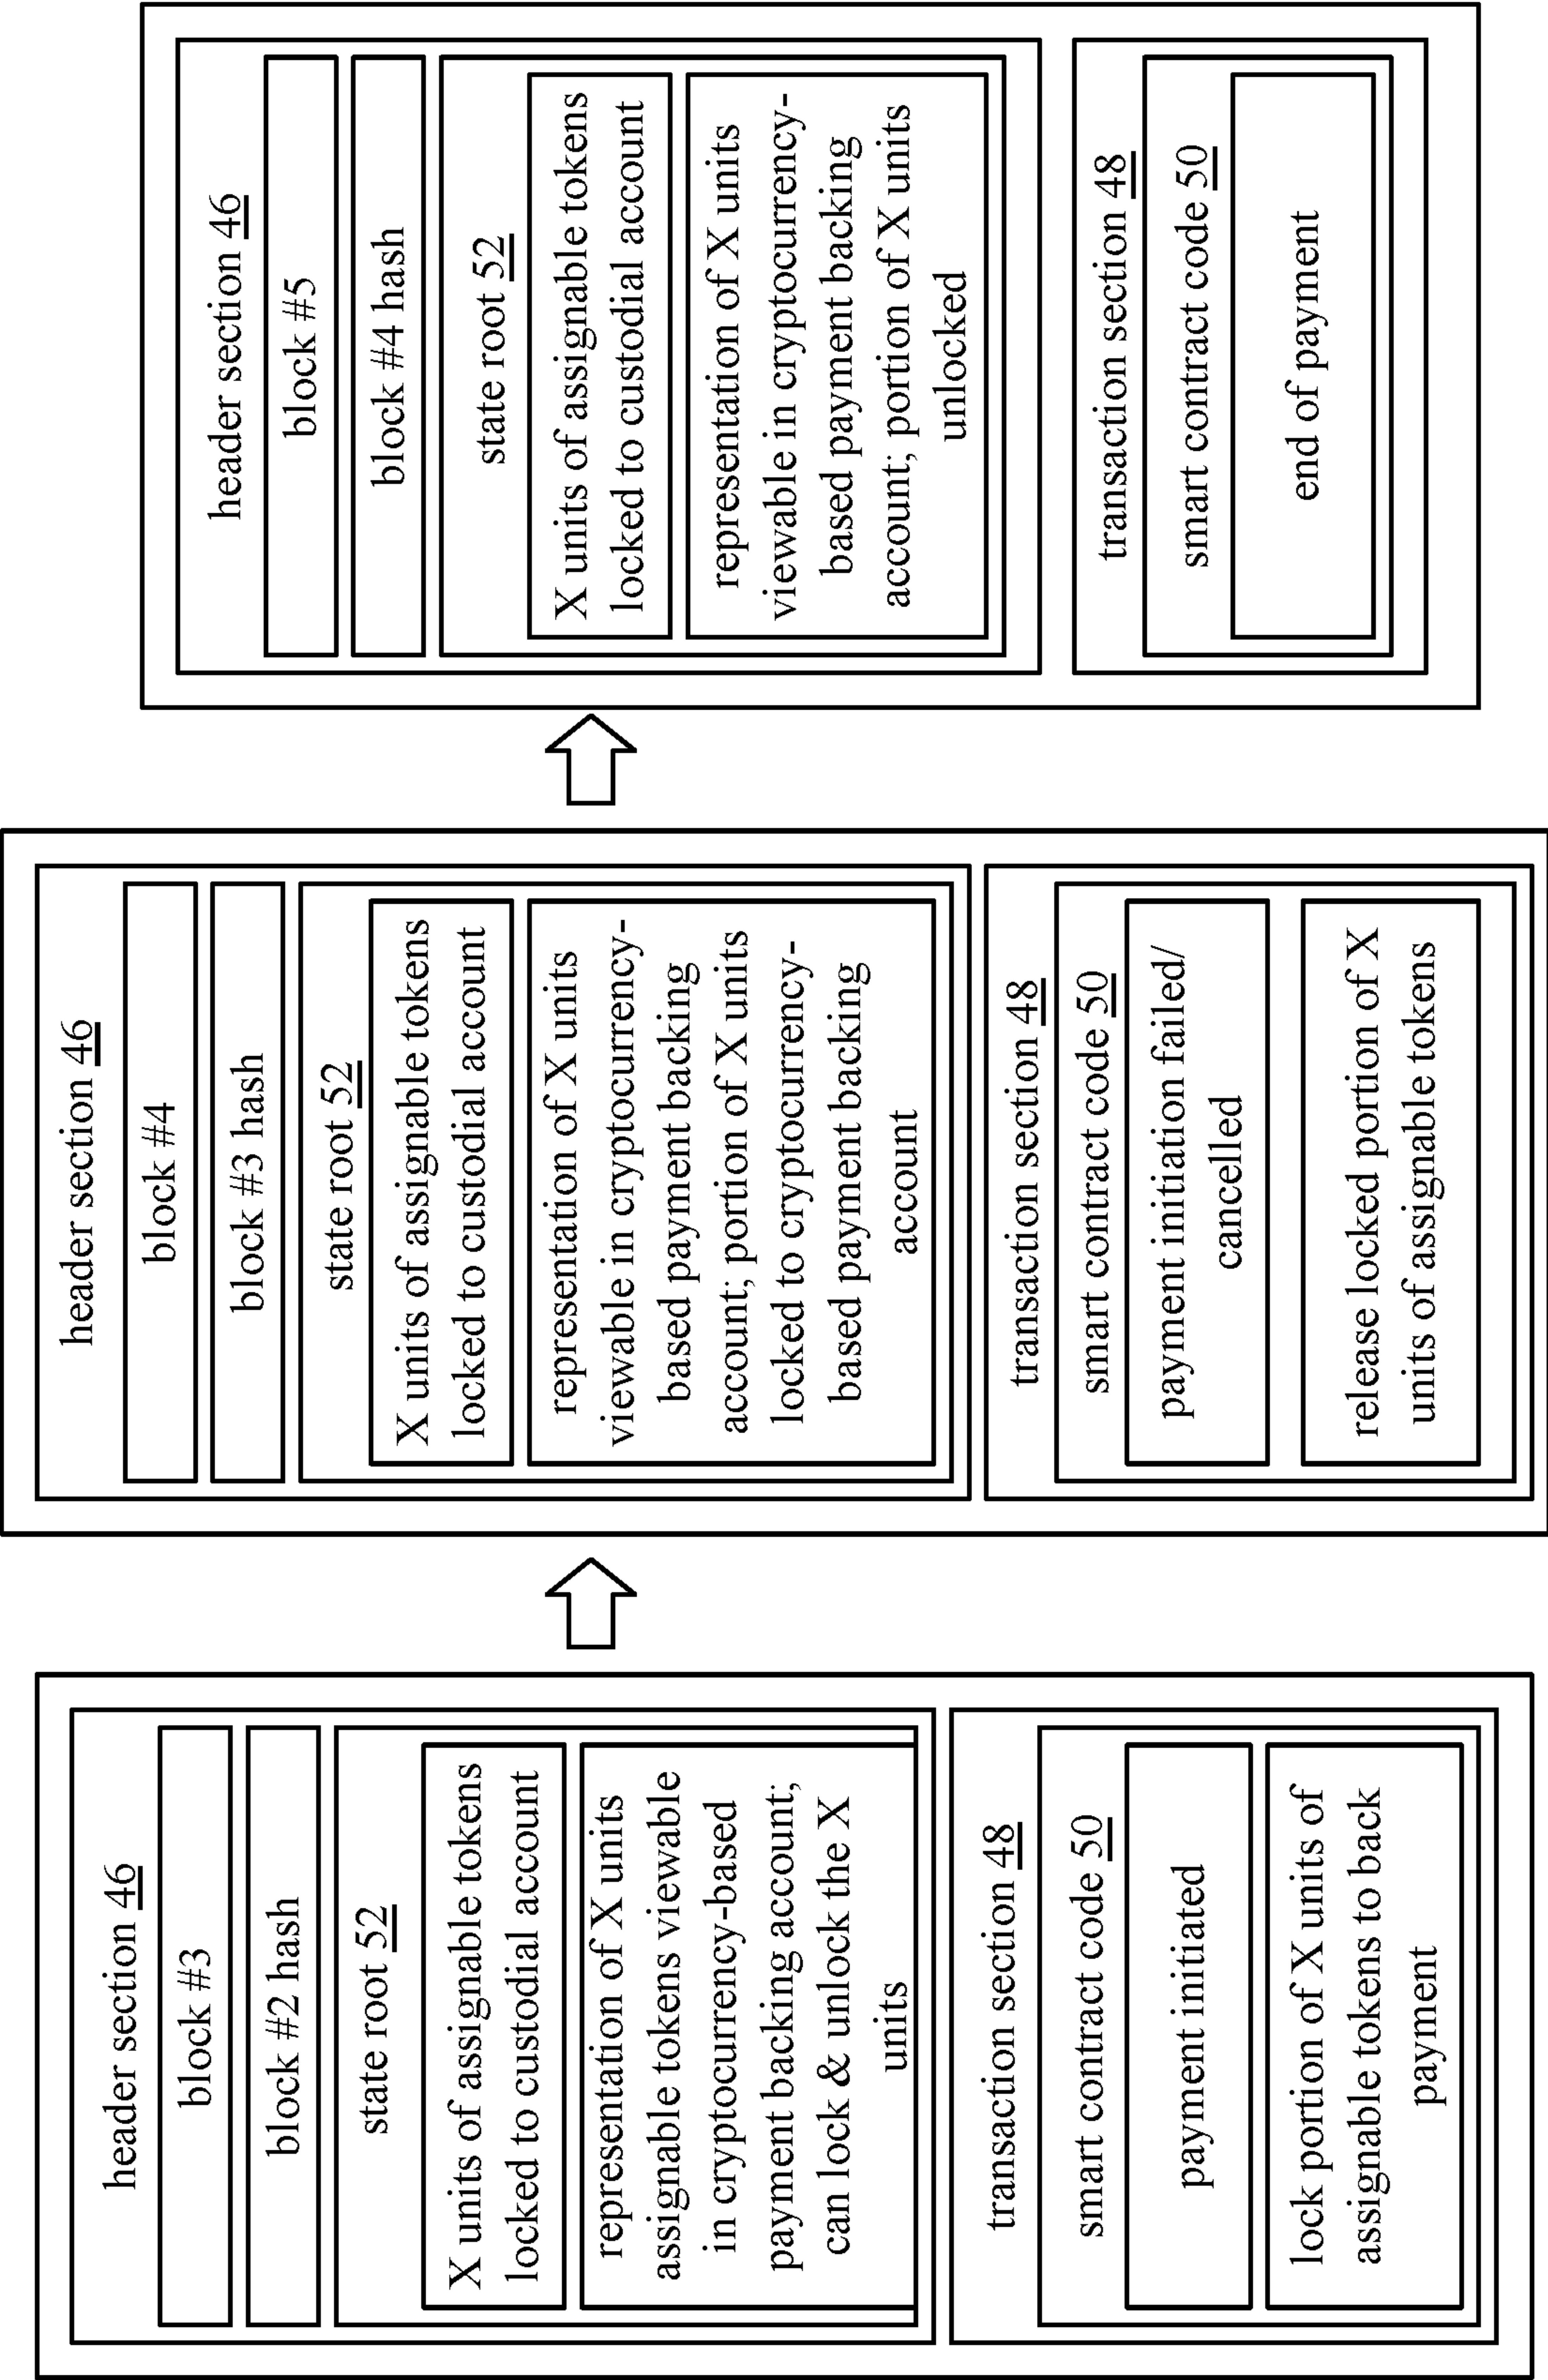 header section 46
block #3
block #2 hash
state root 52
X units of assignable tokens
locked to custodial account
representation of X units
assignable tokens viewable
in cryptocurrency-based
payment backing account;
can lock & unlock the X
units
transaction section 48
smart contract code 50
payment initiated
lock portion of X units of
assignable tokens to back
payment
header section 46
block #4
block #3 hash
state root 52
X units of assignable tokens
locked to custodial account
representation of X units
viewable in cryptocurrency-
based payment backing
account; portion of X units
locked to cryptocurrency-
based payment backing
account
transaction section 48
smart contract code 50
payment initiation failed/
cancelled
release locked portion of X
units of assignable tokens
header section 46
block #5
block #4 hash
state root 52
X units of assignable tokens
locked to custodial account
representation of X units
viewable in cryptocurrency-
based payment backing
account; portion of X units
unlocked
transaction section 48
smart contract code 50
end of payment